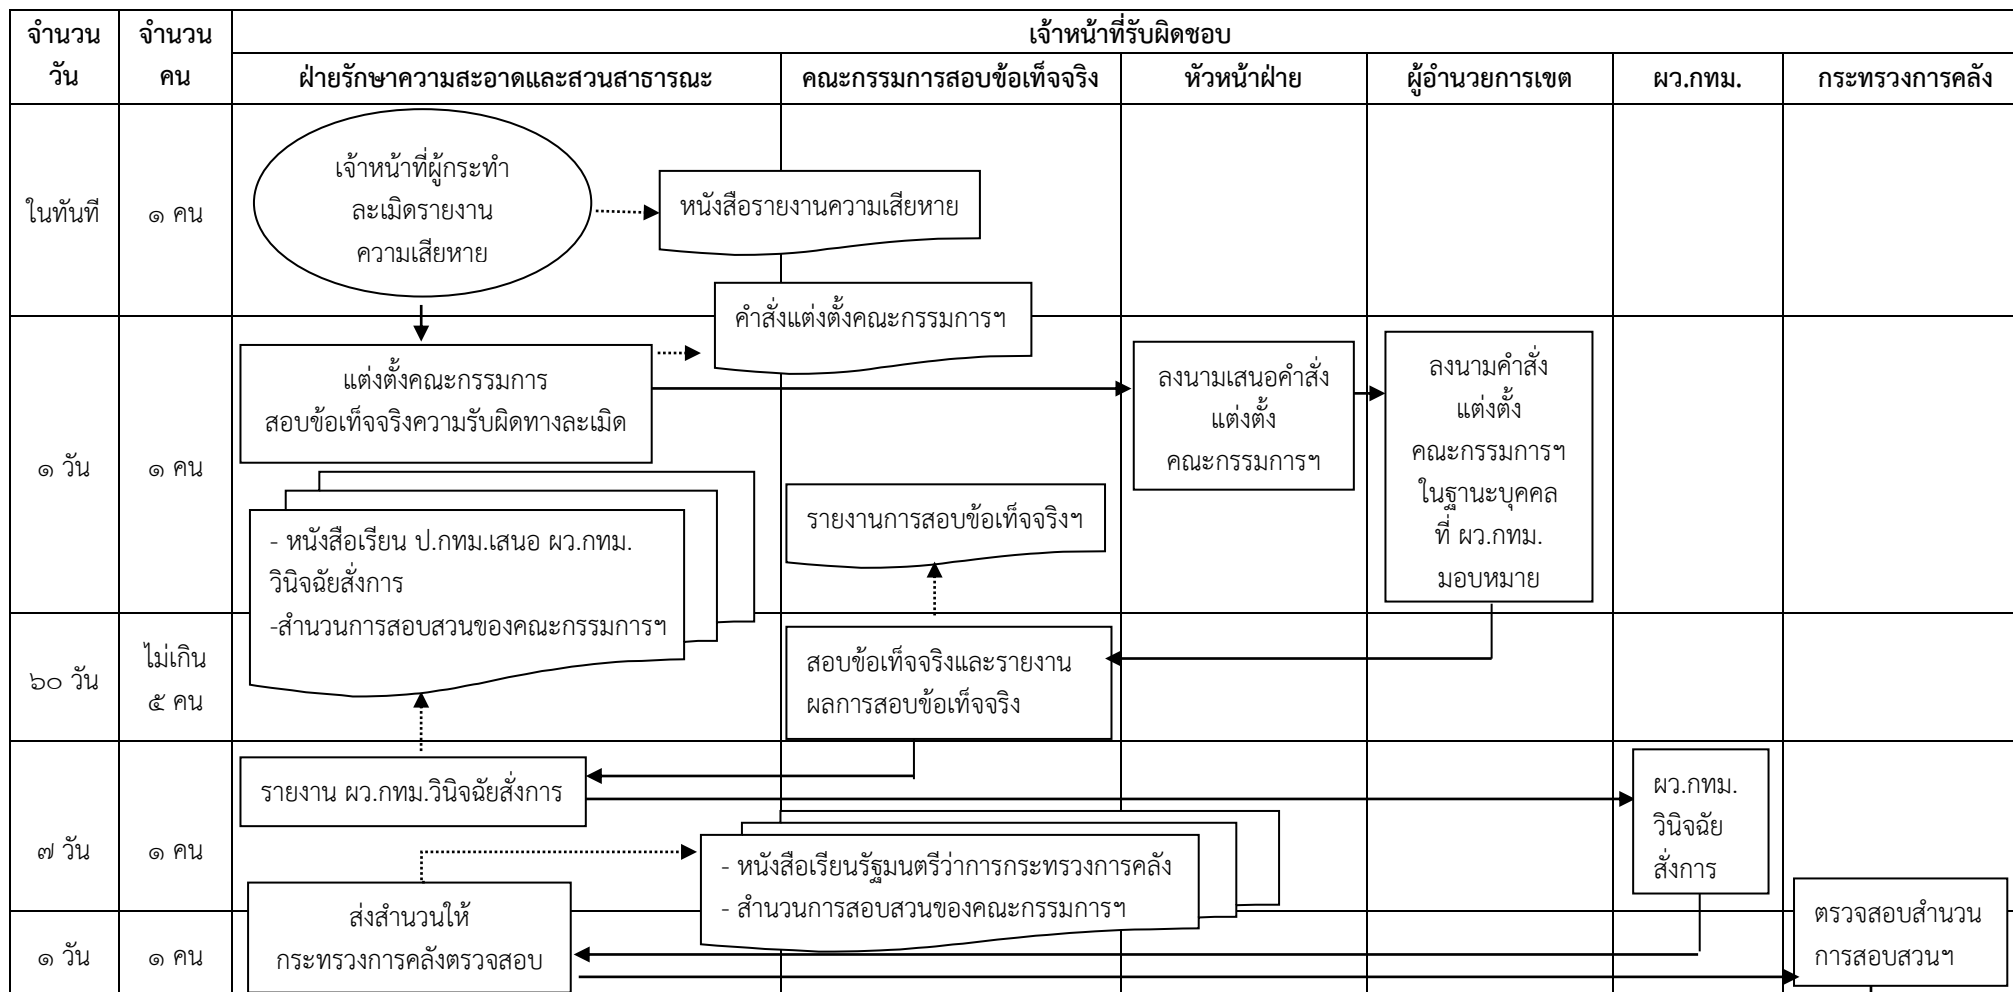 จำนวน
วัน
จำนวน
คน
เจ้าหน้าที่รับผิดชอบ
ฝ่ายรักษาความสะอาดและสวนสาธารณะ
คณะกรรมการสอบข้อเท็จจริง
หัวหน้าฝ่าย
ผู้อำนวยการเขต
ผว.กทม.
กระทรวงการคลัง
ในทันที
๑ คน
เจ้าหน้าที่ผู้กระทำ
ละเมิดรายงาน
ความเสียหาย
หนังสือรายงานความเสียหาย
คำสั่งแต่งตั้งคณะกรรมการฯ
๑ วัน
๑ คน
แต่งตั้งคณะกรรมการ
สอบข้อเท็จจริงความรับผิดทางละเมิด
ลงนามเสนอคำสั่ง
แต่งตั้ง
คณะกรรมการฯ
ลงนามคำสั่ง
แต่งตั้ง
คณะกรรมการฯ
ในฐานะบุคคล
ที่ ผว.กทม.
มอบหมาย
- หนังสือเรียน ป.กทม.เสนอ ผว.กทม.
วินิจฉัยสั่งการ
-สำนวนการสอบสวนของคณะกรรมการฯ
รายงานการสอบข้อเท็จจริงฯ
๖๐ วัน
ไม่เกิน
๕ คน
สอบข้อเท็จจริงและรายงาน
ผลการสอบข้อเท็จจริง
๗ วัน
๑ คน
รายงาน ผว.กทม.วินิจฉัยสั่งการ
ผว.กทม.
วินิจฉัย
สั่งการ
- หนังสือเรียนรัฐมนตรีว่าการกระทรวงการคลัง
- สำนวนการสอบสวนของคณะกรรมการฯ
๑ วัน
๑ คน
ส่งสำนวนให้
กระทรวงการคลังตรวจสอบ
ตรวจสอบสำนวน
การสอบสวนฯ